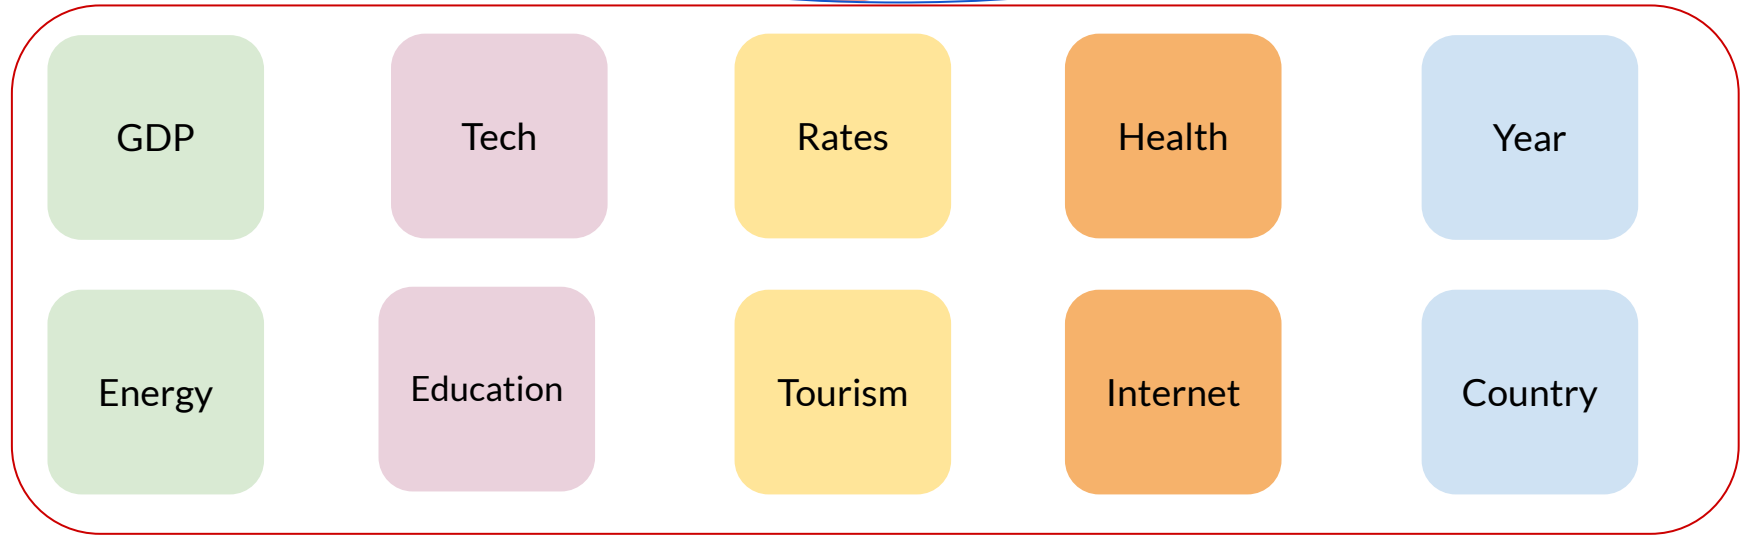 GDP
Tech
Rates
Health
Year
Energy
Education
Tourism
Internet
Country